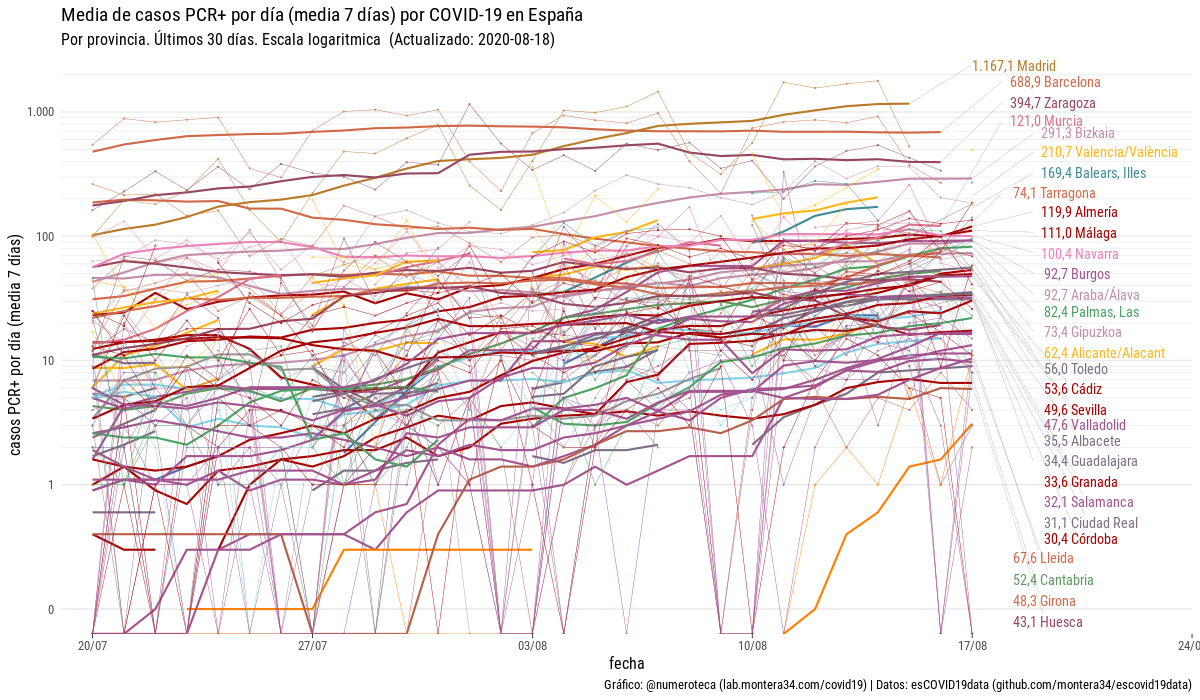 Media de casos PCR+ por día (media 7 días) por COVID-19 en España
Por provincia. Últimos 30 días. Escala logaritmica (Actualizado: 2020-08-18)
casos PCR+ por día (media 7 días)
1.000
100
10
1
0
1.167,1 Madrid
688,9 Barcelona
394,7 Zaragoza
121,0 Murcia
291,3 Bizkaia
210,7 Valencia/València
169,4 Balears, Illes
74,1 Tarragona
119,9 Almería
111,0 Málaga
100,4 Navarra
92,7 Burgos
92,7 Araba/Álava
82,4 Palmas, Las
73,4 Gipuzkoa
62,4 Alicante/Alacant
56,0 Toledo
53,6 Cádiz
49,6 Sevilla
47,6 Valladolid
35,5 Albacete
34,4 Guadalajara
33,6 Granada
32,1 Salamanca
31,1 Ciudad Real
30,4 Córdoba
67,6 Lleida
52,4 Cantabria
48,3 Girona
43,1 Huesca
20/07
27/07
03/08
10/08
17/08
24/0
fecha
Gráfico: @numeroteca (lab.montera34.com/covid19) | Datos: esCOVID19data (github.com/montera34/escovid19data)